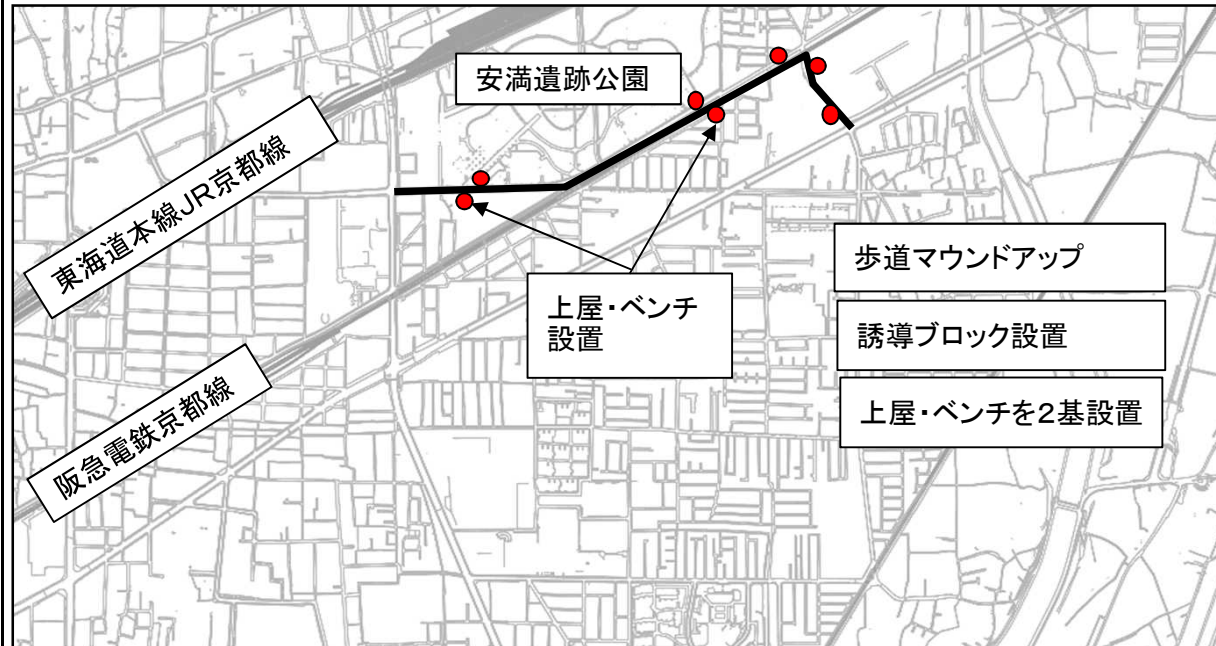 安満遺跡公園
東海道本線JR京都線
上屋・ベンチ
設置
歩道マウンドアップ
誘導ブロック設置
上屋・ベンチを2基設置
阪急電鉄京都線